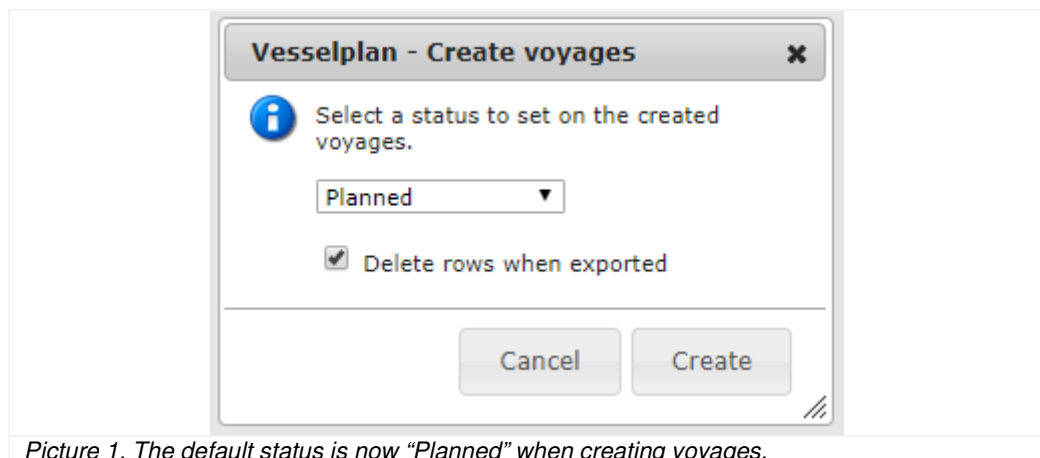 Vesselplan - Create voyages
Select a status to set on the created
voyages.
Planned
Delete rows when exported
Cancel
Create
Picture 1. The default status is now “Planned” when creating voyages.